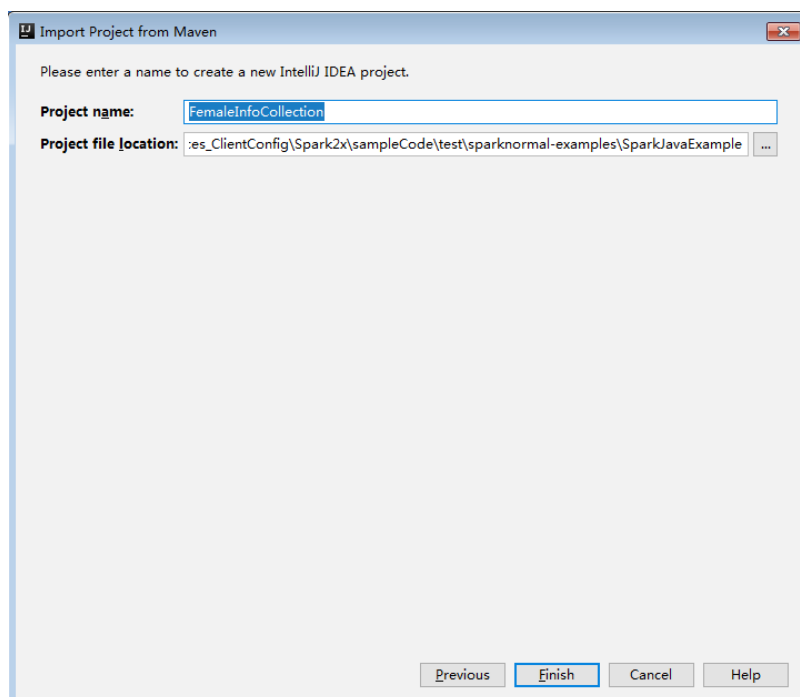 Import Project from Maven
Please enter a name to create a new IntelliJ IDEA project.
Project name: FemaleInfoCollection
Project file location: :es_ClientConfig\Spark2x\sampleCode\test\sparknormal-examples\SparkJavaExample ...
Previous Finish Cancel Help